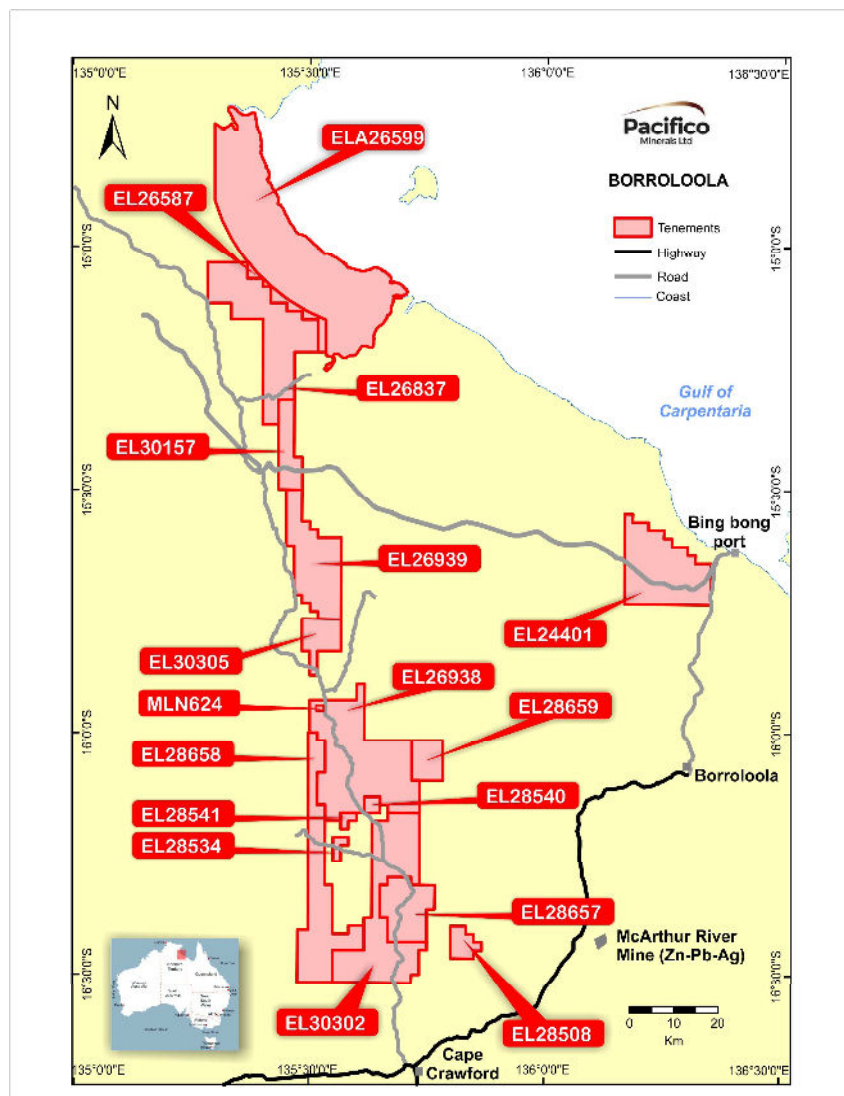 135°0'0"E
135°30'0"E
136°0'0"E
138°30'0"E
N
ELA26599
Pacifico
Minerals Ltd
EL26587
BORROLOOLA
Tenements
Highway
Road
Coast
15°0'0"S
15°0'0"S
EL26837
Gulf of
Carpentaria
EL30157
15°30'0"S
15°30'0"S
Bing bong
port
EL26939
EL24401
EL30305
EL26938
MLN624
EL28659
16°0'0"S
16°0'0"S
EL28658
Borroloola
EL28540
EL28541
EL28534
EL28657
McArthur River
Mine (Zn-Pb-Ag)
16°30'0"S
16°30'0"S
EL30302
EL28508
0 10 20
Km
Cape
Crawford
135°0'0"E
135°30'0"E
136°0'0"E
136°30'0"E